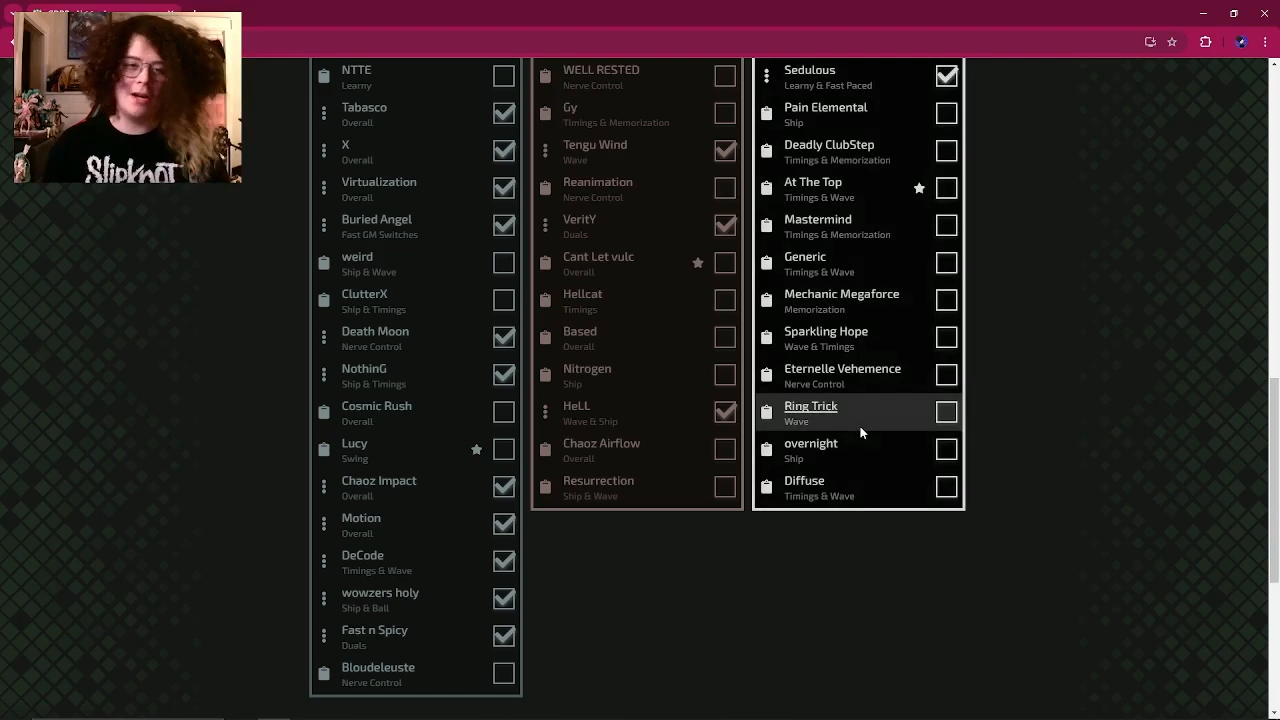 SLIPKNOT
NTTE
Learny
Tabasco
Overall
X
Overall
Virtualization
Overall
Buried Angel
Fast GM Switches
weird
Ship & Wave
ClutterX
Ship & Timings
Death Moon
Nerve Control
NothinG
Ship & Timings
Cosmic Rush
Overall
Lucy
Swing
Chaoz Impact
Overall
Motion
Overall
DeCode
Timings & Wave
wowzers holy
Ship & Ball
Fast n Spicy
Duals
Bloudeleuste
Nerve Control
WELL RESTED
Nerve Control
Gy
Timings & Memorization
Tengu Wind
Wave
Reanimation
Nerve Control
VeritY
Duals
Cant Let vulc
Overall
Hellcat
Timings
Based
Overall
Nitrogen
Ship
HeLL
Wave & Ship
Chaoz Airflow
Overall
Resurrection
Ship & Wave
Sedulous
Learny & Fast Paced
Pain Elemental
Ship
Deadly ClubStep
Timings & Memorization
At The Top
Timings & Wave
Mastermind
Timings & Memorization
Generic
Timings & Wave
Mechanic Megaforce
Memorization
Sparkling Hope
Wave & Timings
Eternelle Vehemence
Nerve Control
Ring Trick
Wave
overnight
Ship
Diffuse
Timings & Wave